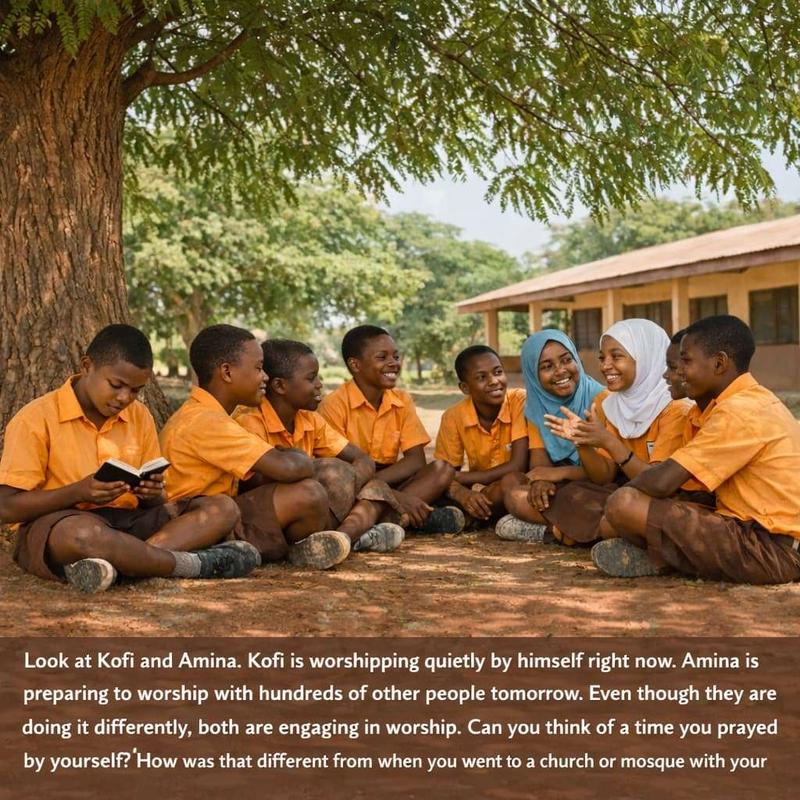 Look at Kofi and Amina. Kofi is worshipping quietly by himself right now. Amina is
preparing to worship with hundreds of other people tomorrow. Even though they are
doing it differently, both are engaging in worship. Can you think of a time you prayed
by yourself? 'How was that different from when you went to a church or mosque with your